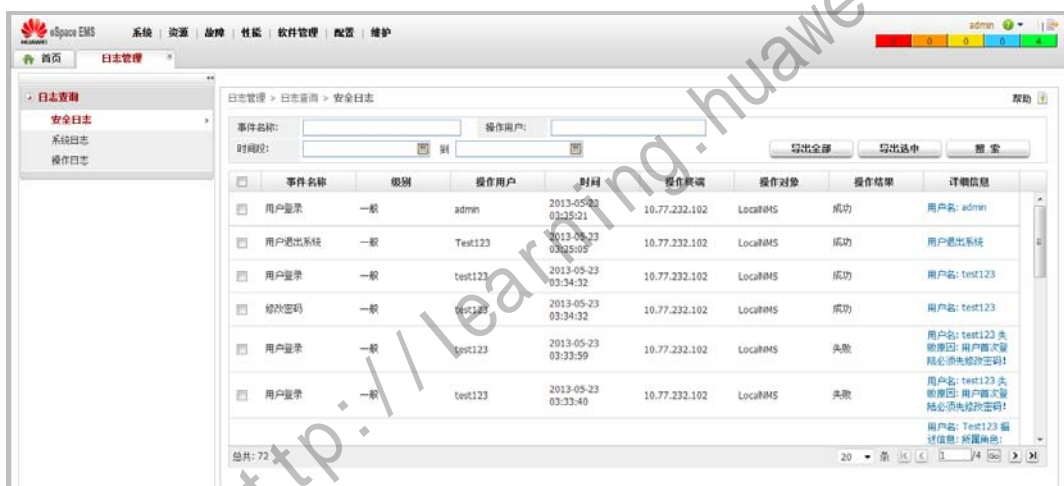 HUAWEI
eSpace EMS 系统 | 资源 | 故障 | 性能 | 软件管理 | 配置 | 维护 admin
0 0 0 4
首页 日志管理
日志查询
安全日志
系统日志
操作日志
日志管理 > 日志查询 > 安全日志 帮助
事件名称: 操作用户:
时间段: 到 导出全部 导出选中 搜索
事件名称 级别 操作用户 时间 操作终端 操作对象 操作结果 详细信息
用户登录 一般 admin 2013-05-23 03:35:21 10.77.232.102 LocalNMS 成功 用户名: admin
用户退出系统 一般 Test123 2013-05-23 03:35:05 10.77.232.102 LocalNMS 成功 用户退出系统
用户登录 一般 test123 2013-05-23 03:34:32 10.77.232.102 LocalNMS 成功 用户名: test123
修改密码 一般 test123 2013-05-23 03:34:32 10.77.232.102 LocalNMS 成功 用户名: test123
用户登录 一般 test123 2013-05-23 03:33:59 10.77.232.102 LocalNMS 失败 用户名: test123 失败原因: 用户首次登陆必须先修改密码!
用户登录 一般 test123 2013-05-23 03:33:40 10.77.232.102 LocalNMS 失败 用户名: test123 失败原因: 用户首次登陆必须先修改密码!
用户名: Test123 描述信息: 所属角色:
总共: 72 20 条 1 /4 Go
ttp://learning.huawe